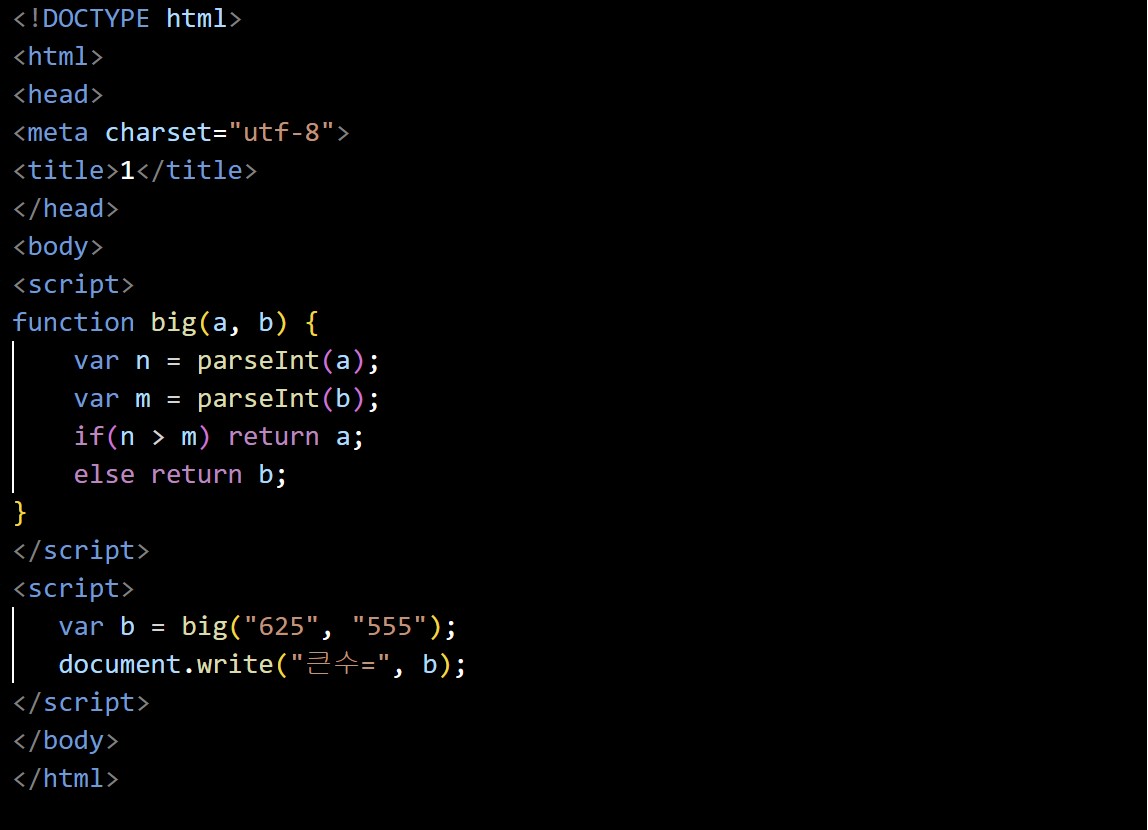 <!DOCTYPE html>
<html>
<head>
<meta charset="utf-8">
<title>1</title>
</head>
<body>
<script>
function big(a, b) {
    var n = parseInt(a);
    var m = parseInt(b);
    if(n > m) return a;
    else return b;
}
</script>
<script>
   var b = big("625", "555");
   document.write("큰수=", b);
</script>
</body>
</html>